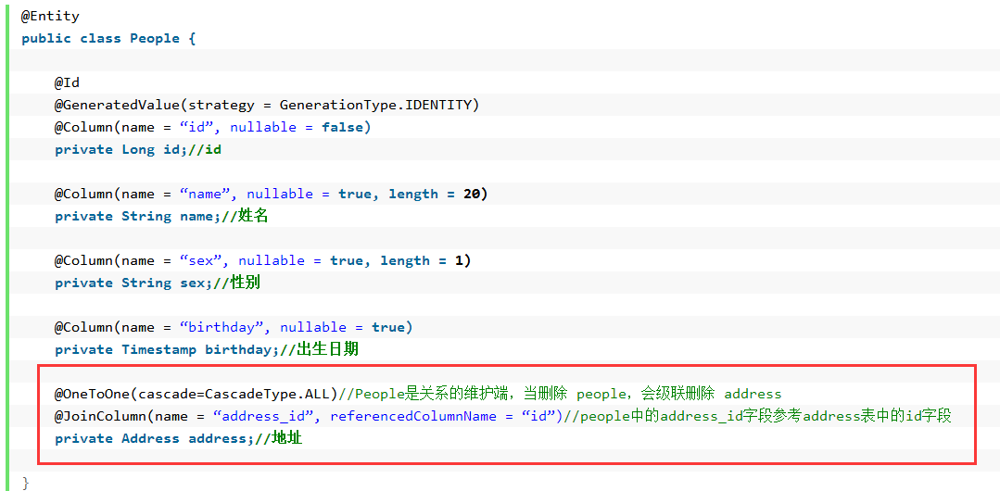 @Entity
public class People {
@Id
@GeneratedValue(strategy = GenerationType.IDENTITY)
@Column(name = “id”, nullable = false)
private Long id;//id
@Column(name = “name”, nullable = true, length = 20)
private String name;//姓名
@Column(name = “sex”, nullable = true, length = 1)
private String sex;//性别
@Column(name = “birthday”, nullable = true)
private Timestamp birthday;//出生日期
@OneToOne(cascade=CascadeType.ALL)//People是关系的维护端，当删除 people，会级联删除 address
@JoinColumn(name = “address_id”, referencedColumnName = “id”)//people中的address_id字段参考address表中的id字段
private Address address;//地址
}